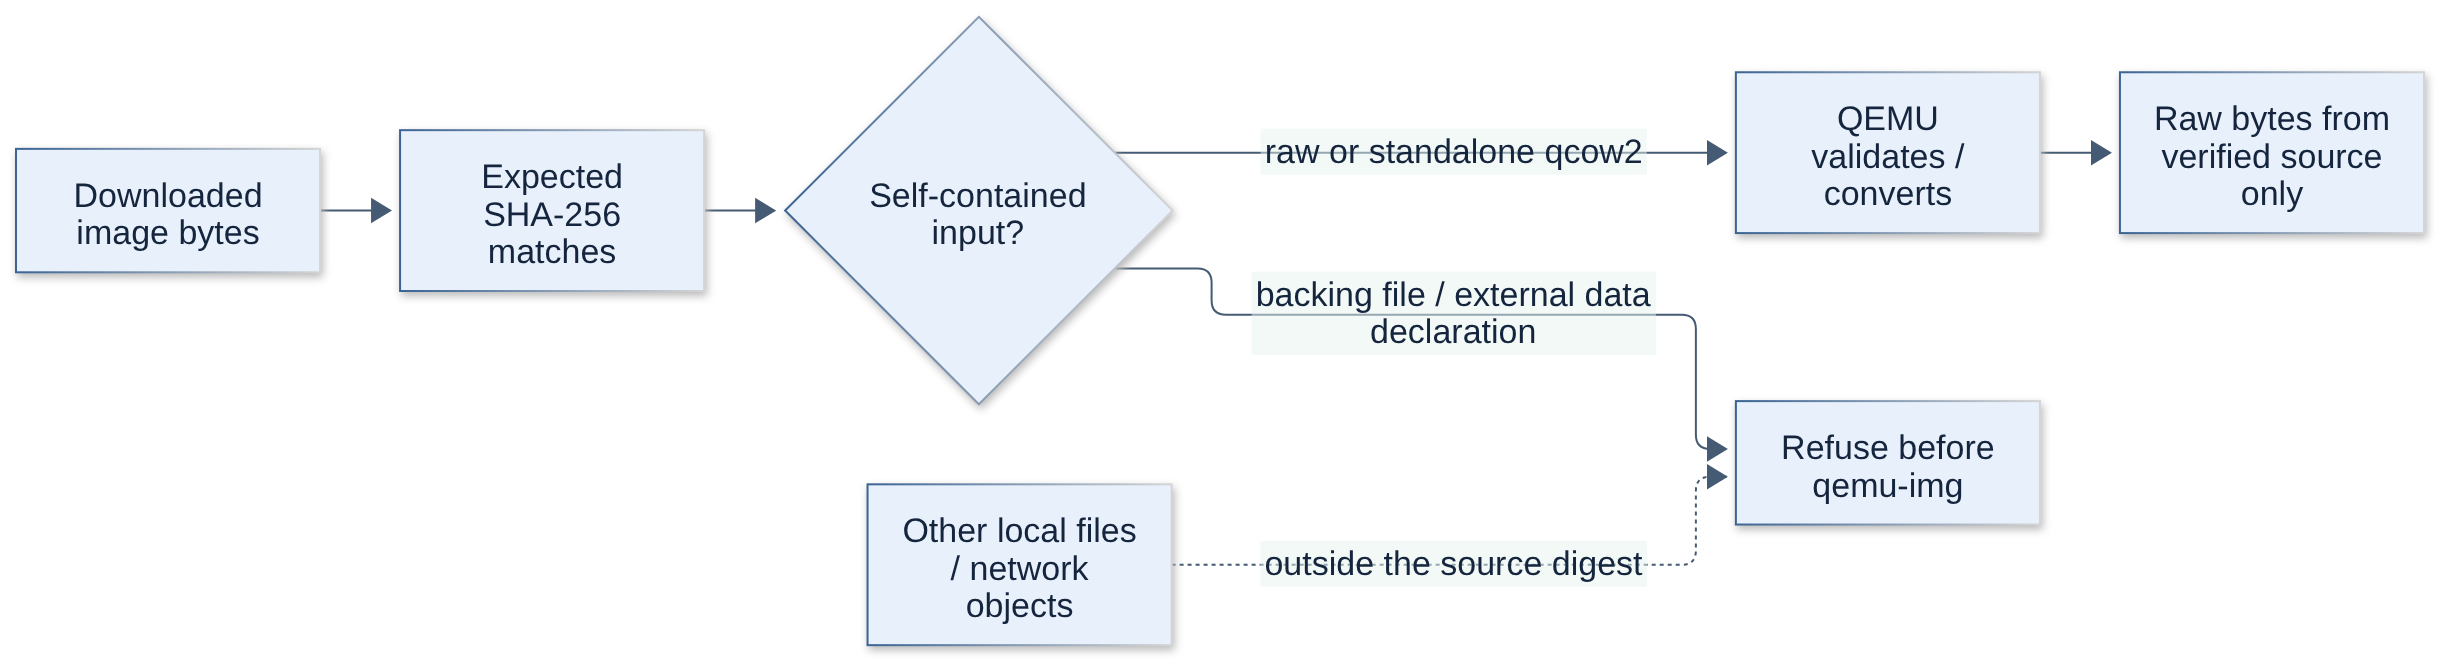 Downloaded
image bytes
Expected
SHA-256
matches
Self-contained
input?
raw or standalone qcow2
QEMU
validates /
converts
Raw bytes from
verified source
only
backing file / external data
declaration
Refuse before
qemu-img
Other local files
/ network
objects
outside the source digest